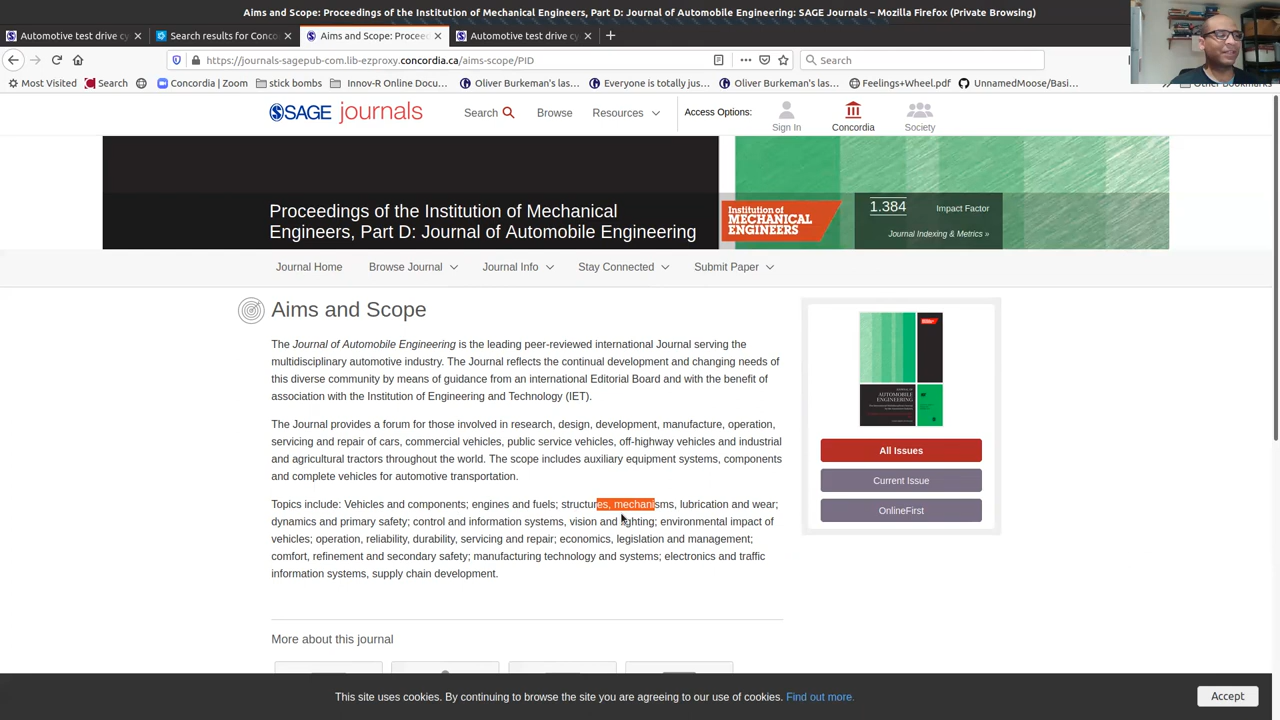 Aims and Scope: Proceedings of the Institution of Mechanical Engineers, Part D: Journal of Automobile Engineering: SAGE Journals – Mozilla Firefox (Private Browsing)
Automotive test drive cy
Search results for Conco
Aims and Scope: Procee
Automotive test drive cy
https://journals-sagepub-com.lib-ezproxy.concordia.ca/aims-scope/PID
Search
Most Visited
Search
Concordia | Zoom
stick bombs
Innov-R Online Docu…
Oliver Burkeman's las…
Everyone is totally jus…
Oliver Burkeman's las…
Feelings+Wheel.pdf
UnnamedMoose/Basi…
Other Bookmarks
SAGE journals
Search
Browse
Resources
Access Options:
Sign In
Concordia
Society
Proceedings of the Institution of Mechanical
Engineers, Part D: Journal of Automobile Engineering
Institution of
MECHANICAL
ENGINEERS
1.384
Impact Factor
Journal Indexing & Metrics »
Journal Home
Browse Journal
Journal Info
Stay Connected
Submit Paper
Aims and Scope
The Journal of Automobile Engineering is the leading peer-reviewed international Journal serving the
multidisciplinary automotive industry. The Journal reflects the continual development and changing needs of
this diverse community by means of guidance from an international Editorial Board and with the benefit of
association with the Institution of Engineering and Technology (IET).
The Journal provides a forum for those involved in research, design, development, manufacture, operation,
servicing and repair of cars, commercial vehicles, public service vehicles, off-highway vehicles and industrial
and agricultural tractors throughout the world. The scope includes auxiliary equipment systems, components
and complete vehicles for automotive transportation.
Topics include: Vehicles and components; engines and fuels; structures, mechanisms, lubrication and wear;
dynamics and primary safety; control and information systems, vision and lighting; environmental impact of
vehicles; operation, reliability, durability, servicing and repair; economics, legislation and management;
comfort, refinement and secondary safety; manufacturing technology and systems; electronics and traffic
information systems, supply chain development.
AUTOMOBILE
ENGINEERING
All Issues
Current Issue
OnlineFirst
More about this journal
This site uses cookies. By continuing to browse the site you are agreeing to our use of cookies. Find out more.
Accept